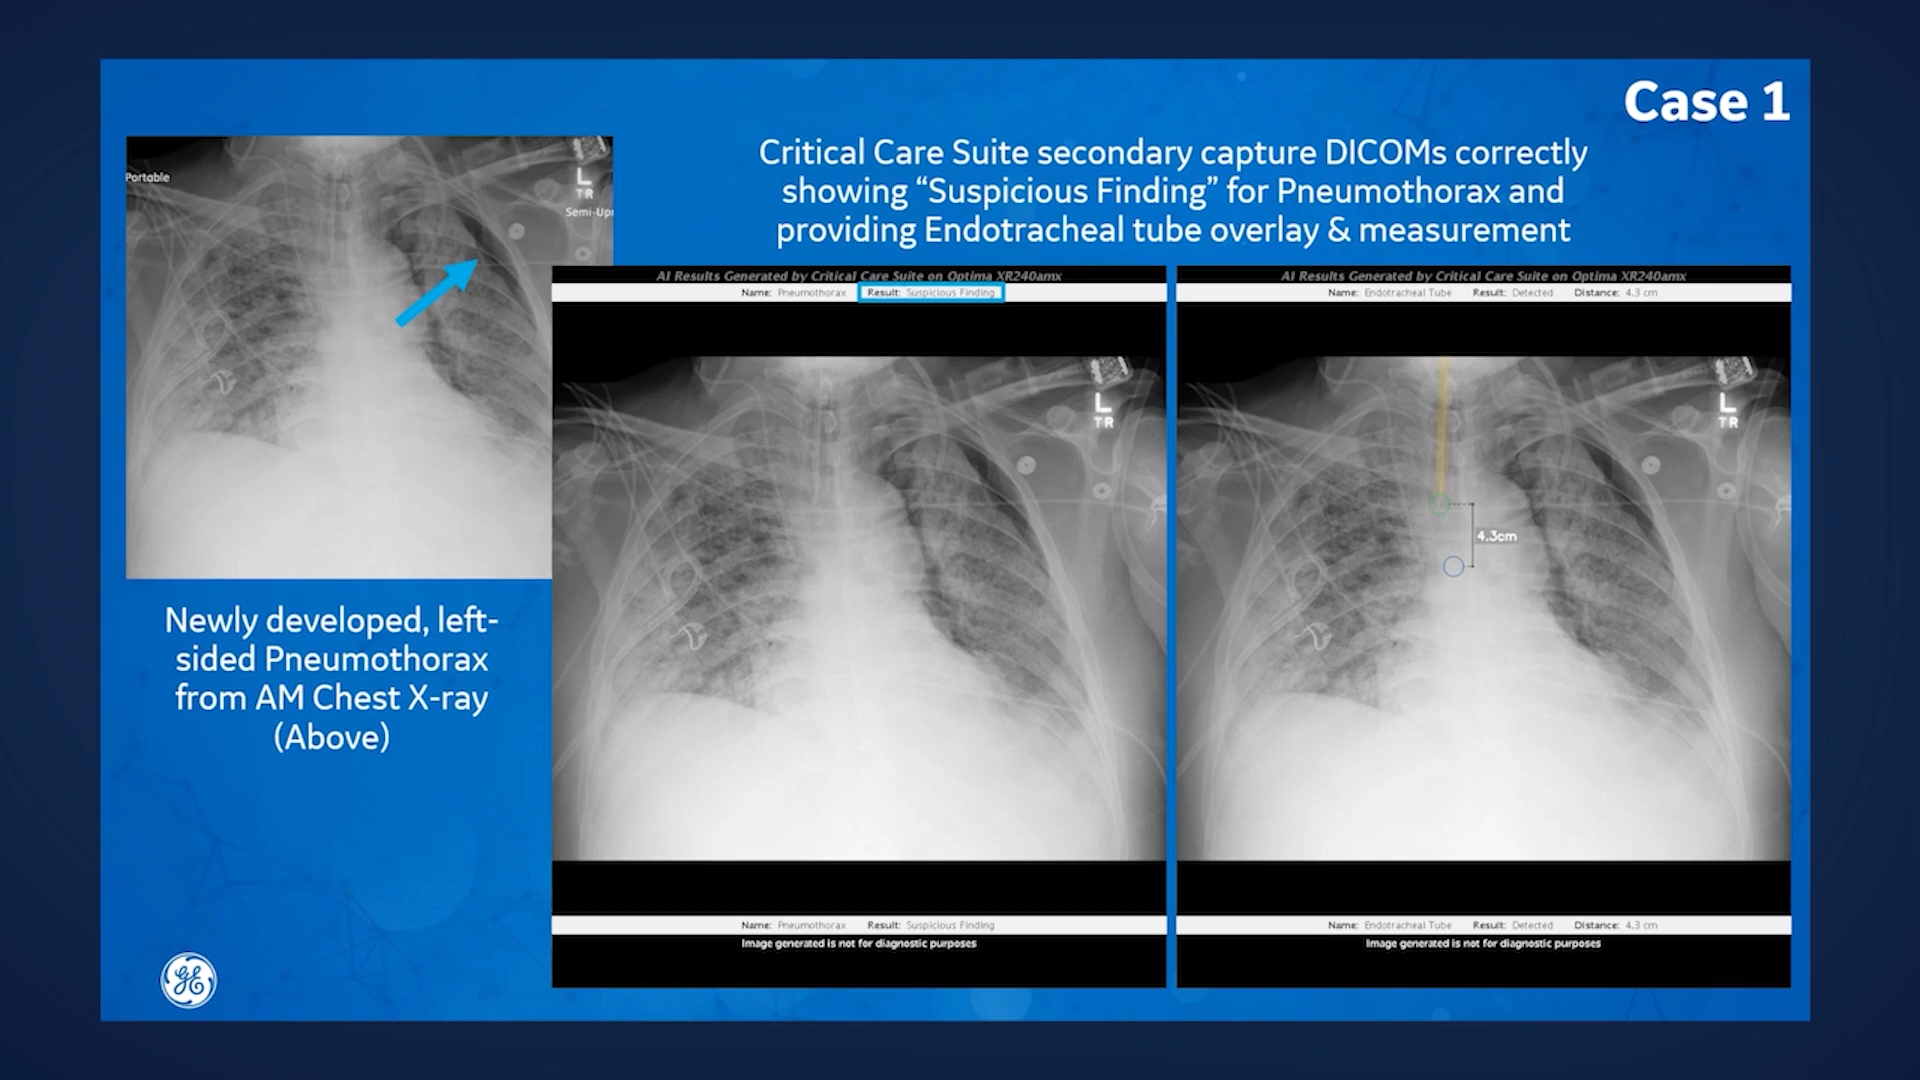 Case 1
Critical Care Suite secondary capture DICOMs correctly
showing “Suspicious Finding” for Pneumothorax and
providing Endotracheal tube overlay & measurement
Portable
L
TR
Semi-Upr
Newly developed, left-
sided Pneumothorax
from AM Chest X-ray
(Above)
AI Results Generated by Critical Care Suite on Optima XR240amx
Name: Pneumothorax Result: Suspicious Finding
L
TR
Name: Pneumothorax Result: Suspicious Finding
Image generated is not for diagnostic purposes
AI Results Generated by Critical Care Suite on Optima XR240amx
Name: Endotracheal Tube Result: Detected Distance: 4.3 cm
L
TR
4.3cm
Name: Endotracheal Tube Result: Detected Distance: 4.3 cm
Image generated is not for diagnostic purposes
GE